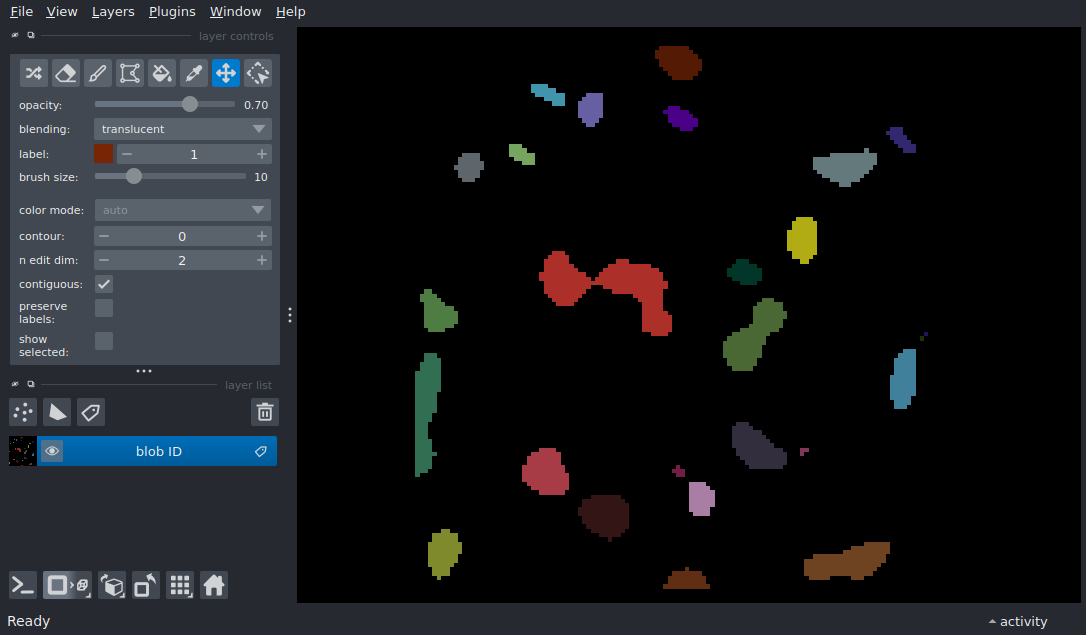 File View Layers Plugins Window Help
layer controls
opacity: 0.70
blending: translucent
label: 1
brush size: 10
color mode: auto
contour: 0
n edit dim: 2
contiguous:
preserve
labels:
show
selected:
layer list
blob ID
Ready
activity